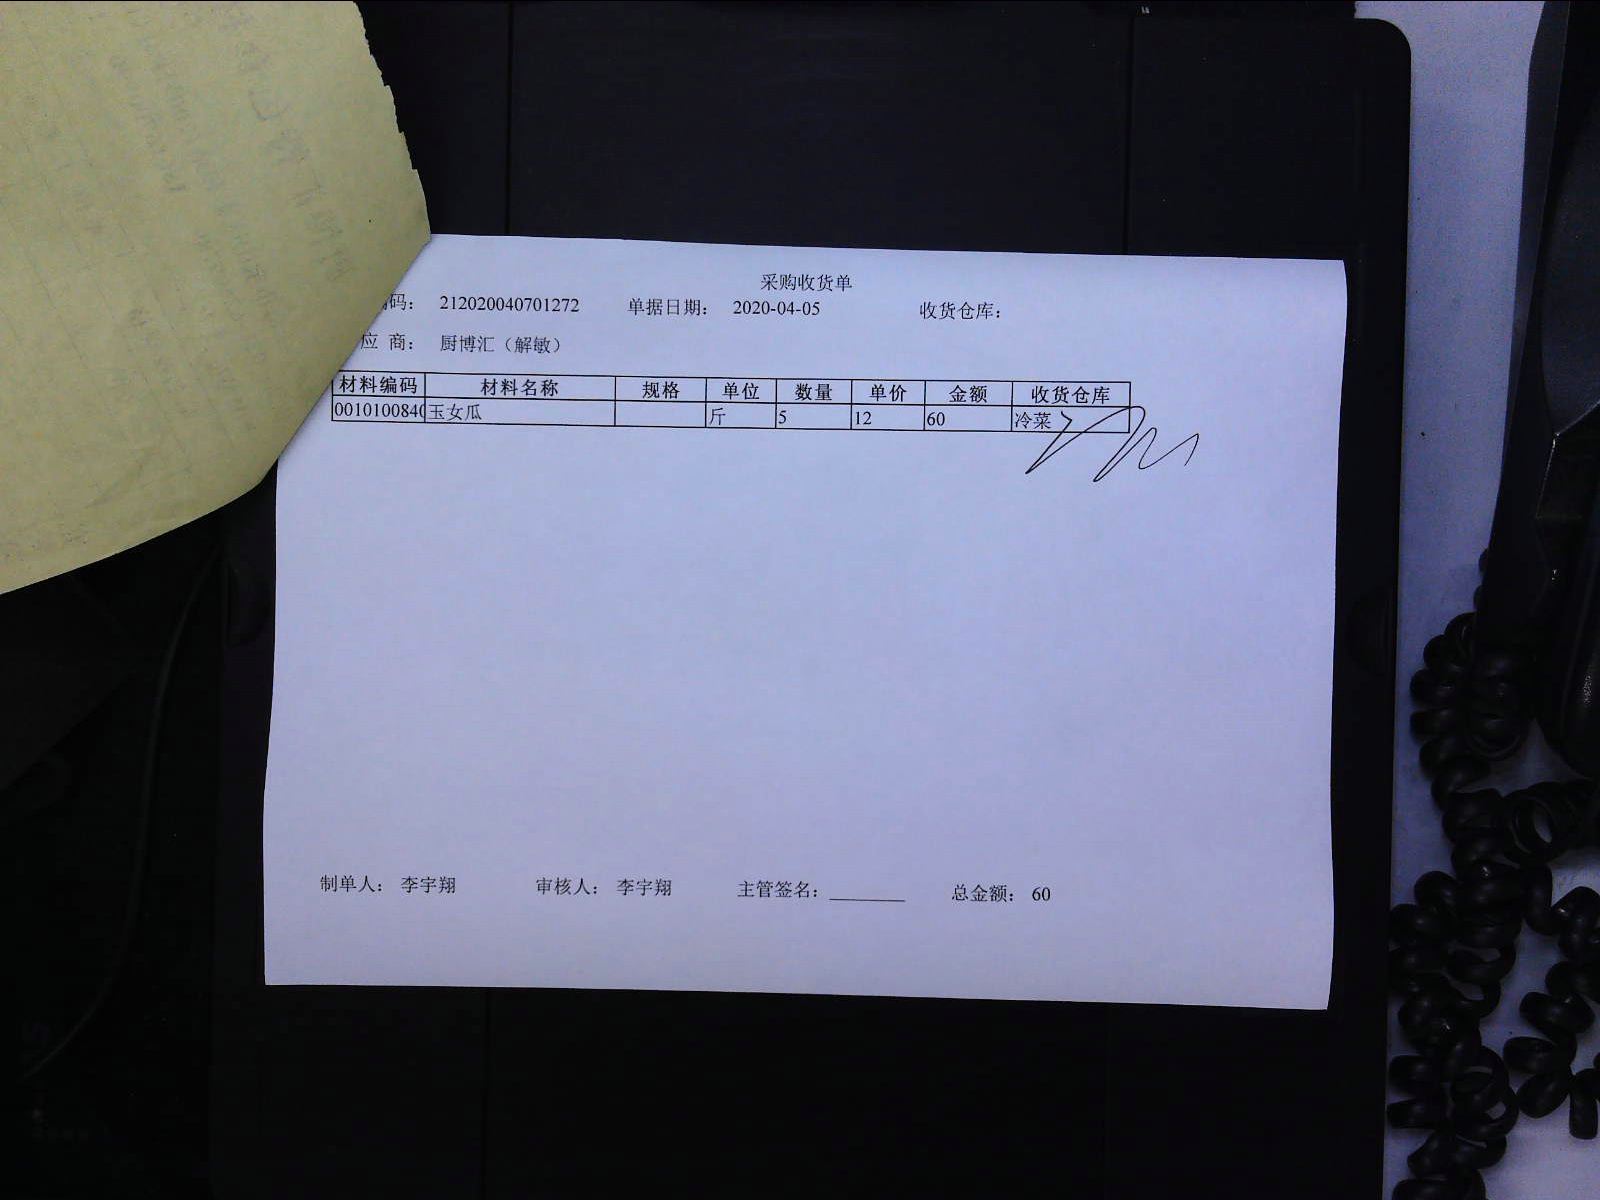 采购收货单
码： 212020040701272 单据日期： 2020-04-05 收货仓库：
应 商： 厨博汇（解敏）
材料编码 材料名称 规格 单位 数量 单价 金额 收货仓库
0010100840 玉女瓜 斤 5 12 60 冷菜
制单人： 李宇翔 审核人： 李宇翔 主管签名： 总金额： 60